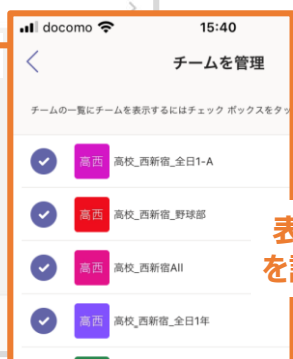 docomo 15:40
チームを管理
チームの一覧にチームを表示するにはチェック ボックスをタッ
高西 高校_西新宿_全日1-A
高西 高校_西新宿_野球部
高西 高校_西新宿All
高西 高校_西新宿_全日1年
表
を